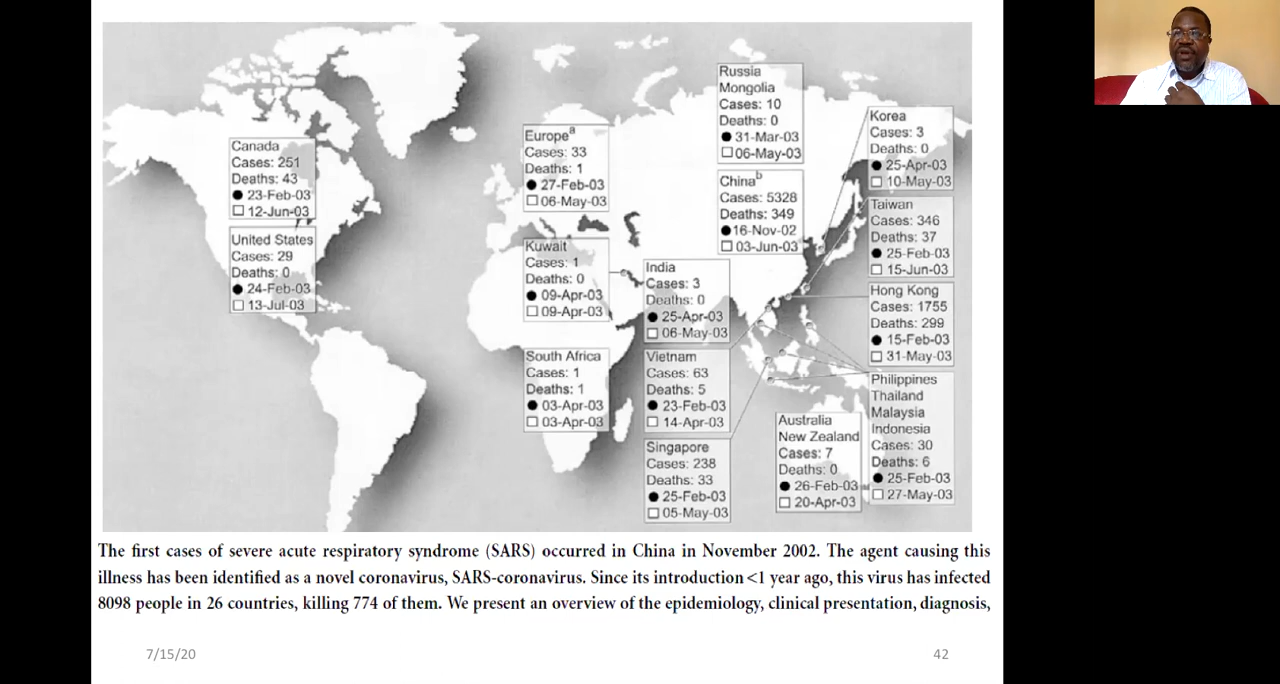 Canada
Cases: 251
Deaths: 43
● 23-Feb-03
□ 12-Jun-03
United States
Cases: 29
Deaths: 0
● 24-Feb-03
□ 13-Jul-03
Europeª
Cases: 33
Deaths: 1
● 27-Feb-03
□ 06-May-03
Kuwait
Cases: 1
Deaths: 0
● 09-Apr-03
□ 09-Apr-03
South Africa
Cases: 1
Deaths: 1
● 03-Apr-03
□ 03-Apr-03
Russia
Mongolia
Cases: 10
Deaths: 0
● 31-Mar-03
□ 06-May-03
Chinaᵇ
Cases: 5328
Deaths: 349
● 16-Nov-02
□ 03-Jun-03
India
Cases: 3
Deaths: 0
● 25-Apr-03
□ 06-May-03
Vietnam
Cases: 63
Deaths: 5
● 23-Feb-03
□ 14-Apr-03
Singapore
Cases: 238
Deaths: 33
● 25-Feb-03
□ 05-May-03
Korea
Cases: 3
Deaths: 0
● 25-Apr-03
□ 10-May-03
Taiwan
Cases: 346
Deaths: 37
● 25-Feb-03
□ 15-Jun-03
Hong Kong
Cases: 1755
Deaths: 299
● 15-Feb-03
□ 31-May-03
Philippines
Thailand
Malaysia
Indonesia
Cases: 30
Deaths: 6
● 25-Feb-03
□ 27-May-03
Australia
New Zealand
Cases: 7
Deaths: 0
● 26-Feb-03
□ 20-Apr-03
The first cases of severe acute respiratory syndrome (SARS) occurred in China in November 2002. The agent causing this
illness has been identified as a novel coronavirus, SARS-coronavirus. Since its introduction <1 year ago, this virus has infected
8098 people in 26 countries, killing 774 of them. We present an overview of the epidemiology, clinical presentation, diagnosis,
7/15/20
42